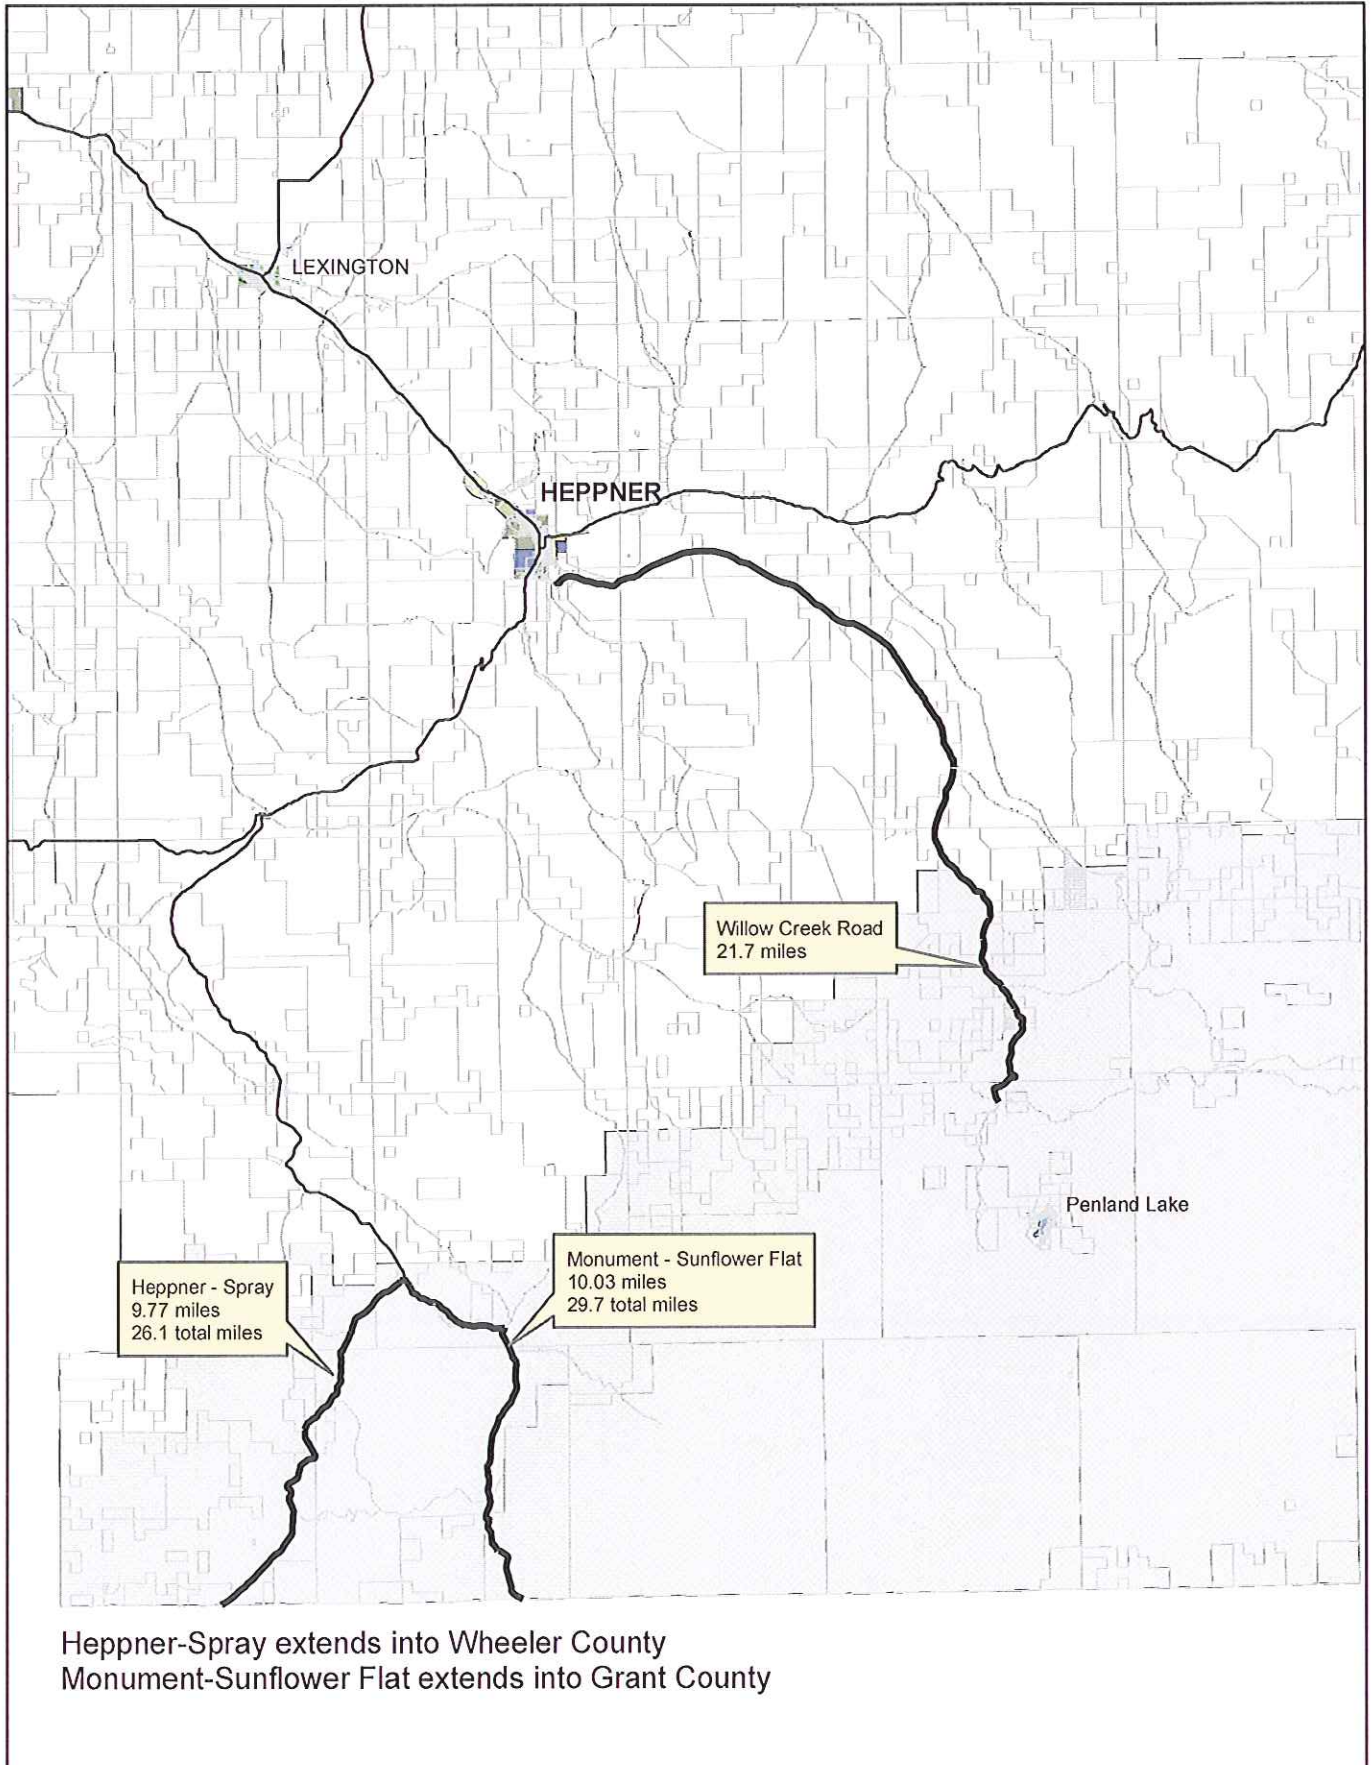 LEXINGTON
HEPPNER
Willow Creek Road
21.7 miles
Penland Lake
Monument - Sunflower Flat
10.03 miles
29.7 total miles
Heppner - Spray
9.77 miles
26.1 total miles
Heppner-Spray extends into Wheeler County
Monument-Sunflower Flat extends into Grant County